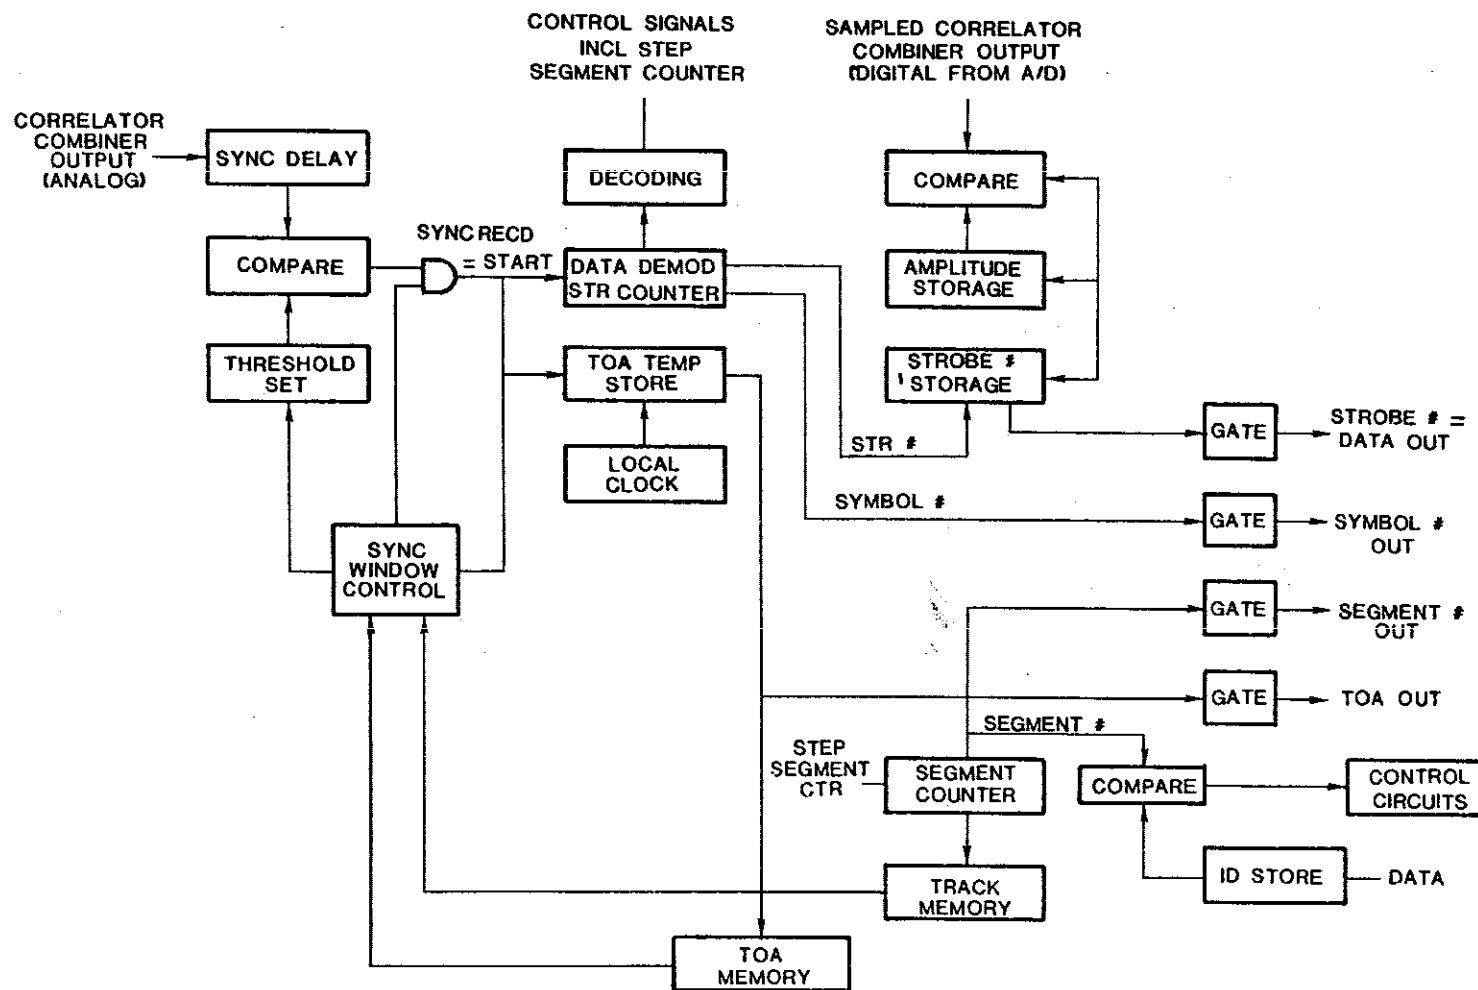 CONTROL SIGNALS
INCL STEP
SEGMENT COUNTER
SAMPLED CORRELATOR
COMBINER OUTPUT
(DIGITAL FROM A/D)
CORRELATOR
COMBINER
OUTPUT
(ANALOG)
SYNC DELAY
DECODING
COMPARE
COMPARE
SYNC RECD
= START
DATA DEMOD
STR COUNTER
AMPLITUDE
STORAGE
THRESHOLD
SET
TOA TEMP
STORE
STROBE #
STORAGE
LOCAL
CLOCK
STR #
GATE
STROBE # =
DATA OUT
SYMBOL #
GATE
SYMBOL #
OUT
SYNC
WINDOW
CONTROL
GATE
SEGMENT #
OUT
GATE
TOA OUT
SEGMENT #
STEP
SEGMENT
CTR
SEGMENT
COUNTER
COMPARE
CONTROL
CIRCUITS
TRACK
MEMORY
ID STORE
DATA
TOA
MEMORY